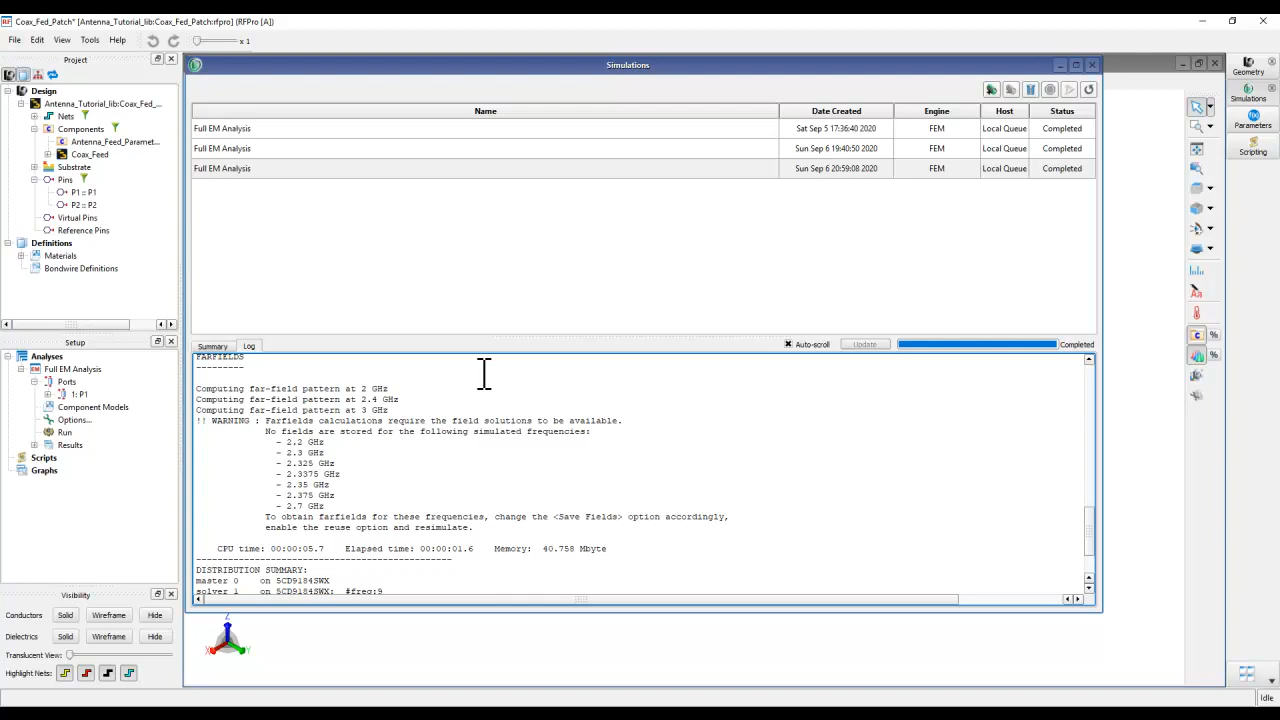 Coax_Fed_Patch* [Antenna_Tutorial_lib:Coax_Fed_Patch:rfpro] (RFPro [A])
File Edit View Tools Help x 1
Project
Design
Antenna_Tutorial_lib:Coax_Fed_...
Nets
Components
Antenna_Feed_Paramet...
Coax_Feed
Substrate
Pins
P1 :: P1
P2 :: P2
Virtual Pins
Reference Pins
Definitions
Materials
Bondwire Definitions
Setup
Analyses
Full EM Analysis
Ports
1: P1
Component Models
Options...
Run
Results
Scripts
Graphs
Visibility
Conductors Solid Wireframe Hide
Dielectrics Solid Wireframe Hide
Translucent View:
Highlight Nets:
Simulations
Name Date Created Engine Host Status
Full EM Analysis Sat Sep 5 17:36:40 2020 FEM Local Queue Completed
Full EM Analysis Sun Sep 6 19:40:50 2020 FEM Local Queue Completed
Full EM Analysis Sun Sep 6 20:59:08 2020 FEM Local Queue Completed
Summary Log Auto-scroll Update Completed
FARFIELDS
---------
Computing far-field pattern at 2 GHz
Computing far-field pattern at 2.4 GHz
Computing far-field pattern at 3 GHz
!! WARNING : Farfields calculations require the field solutions to be available.
No fields are stored for the following simulated frequencies:
- 2.2 GHz
- 2.3 GHz
- 2.325 GHz
- 2.3375 GHz
- 2.35 GHz
- 2.375 GHz
- 2.7 GHz
To obtain farfields for these frequencies, change the <Save Fields> option accordingly,
enable the reuse option and resimulate.
CPU time: 00:00:05.7 Elapsed time: 00:00:01.6 Memory: 40.758 Mbyte
------------------------------------------------
DISTRIBUTION SUMMARY:
master 0 on 5CD9184SWX
solver 1 on 5CD9184SWX: #freq:9
Z
X
Y
Geometry
Simulations
Parameters
Scripting
Aa
C %
%
Idle